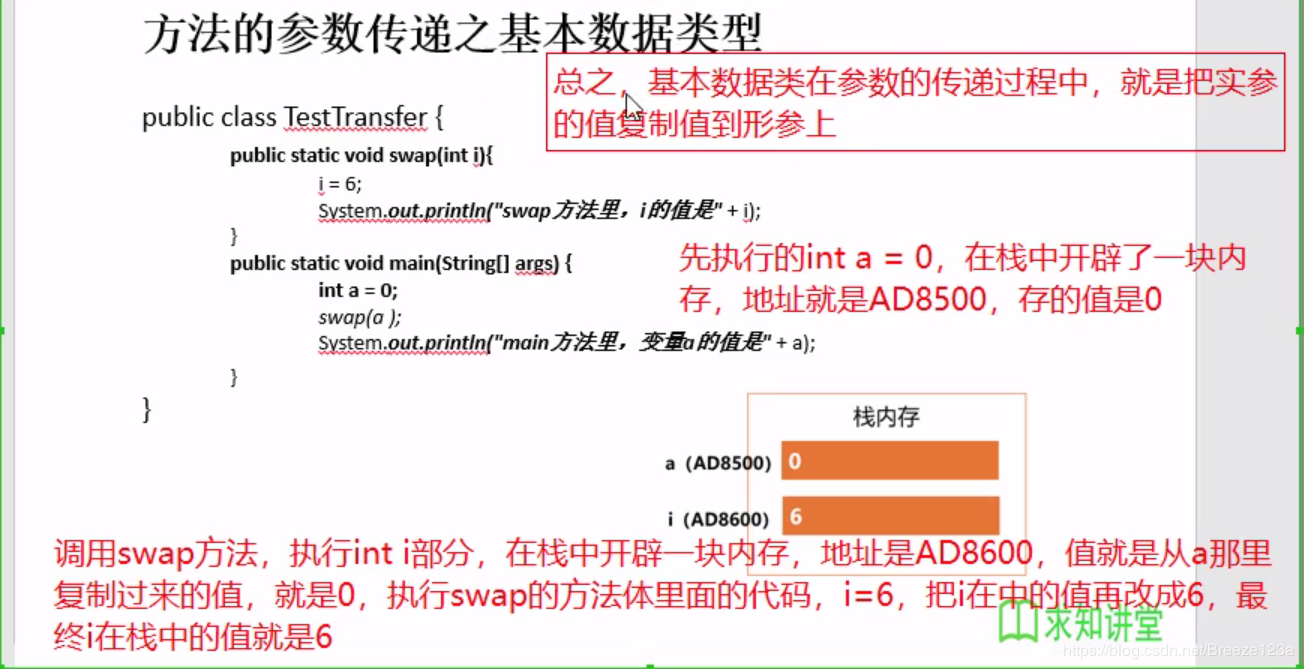 方法的参数传递之基本数据类型
总之，基本数据类在参数的传递过程中，就是把实参
的值复制值到形参上
public class TestTransfer {
public static void swap(int i){
i = 6;
System.out.println("swap方法里，i的值是" + i);
}
public static void main(String[] args) {
int a = 0;
swap(a );
System.out.println("main方法里，变量a的值是" + a);
}
}
先执行的int a = 0，在栈中开辟了一块内
存，地址就是AD8500，存的值是0
栈内存
a（AD8500） 0
i（AD8600） 6
调用swap方法，执行int i部分，在栈中开辟一块内存，地址是AD8600，值就是从a那里
复制过来的值，就是0，执行swap的方法体里面的代码，i=6，把i在中的值再改成6，最
终i在栈中的值就是6
求知讲堂
https://blog.csdn.net/Breeze123a